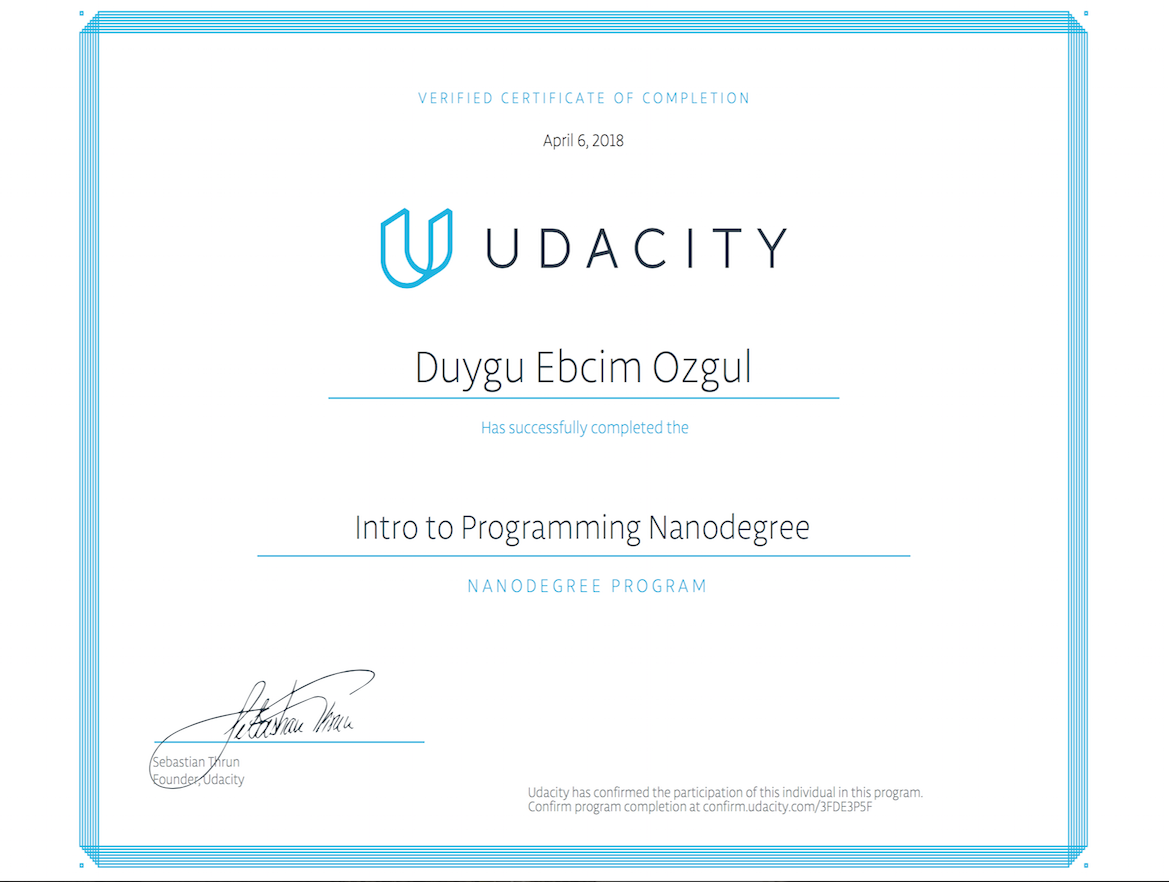 VERIFIED CERTIFICATE OF COMPLETION
April 6, 2018
UDACITY
Duygu Ebcim Ozgul
Has successfully completed the
Intro to Programming Nanodegree
NANODEGREE PROGRAM
Sebastian Thrun
Sebastian Thrun
Founder, Udacity
Udacity has confirmed the participation of this individual in this program.
Confirm program completion at confirm.udacity.com/3FDE3P5F